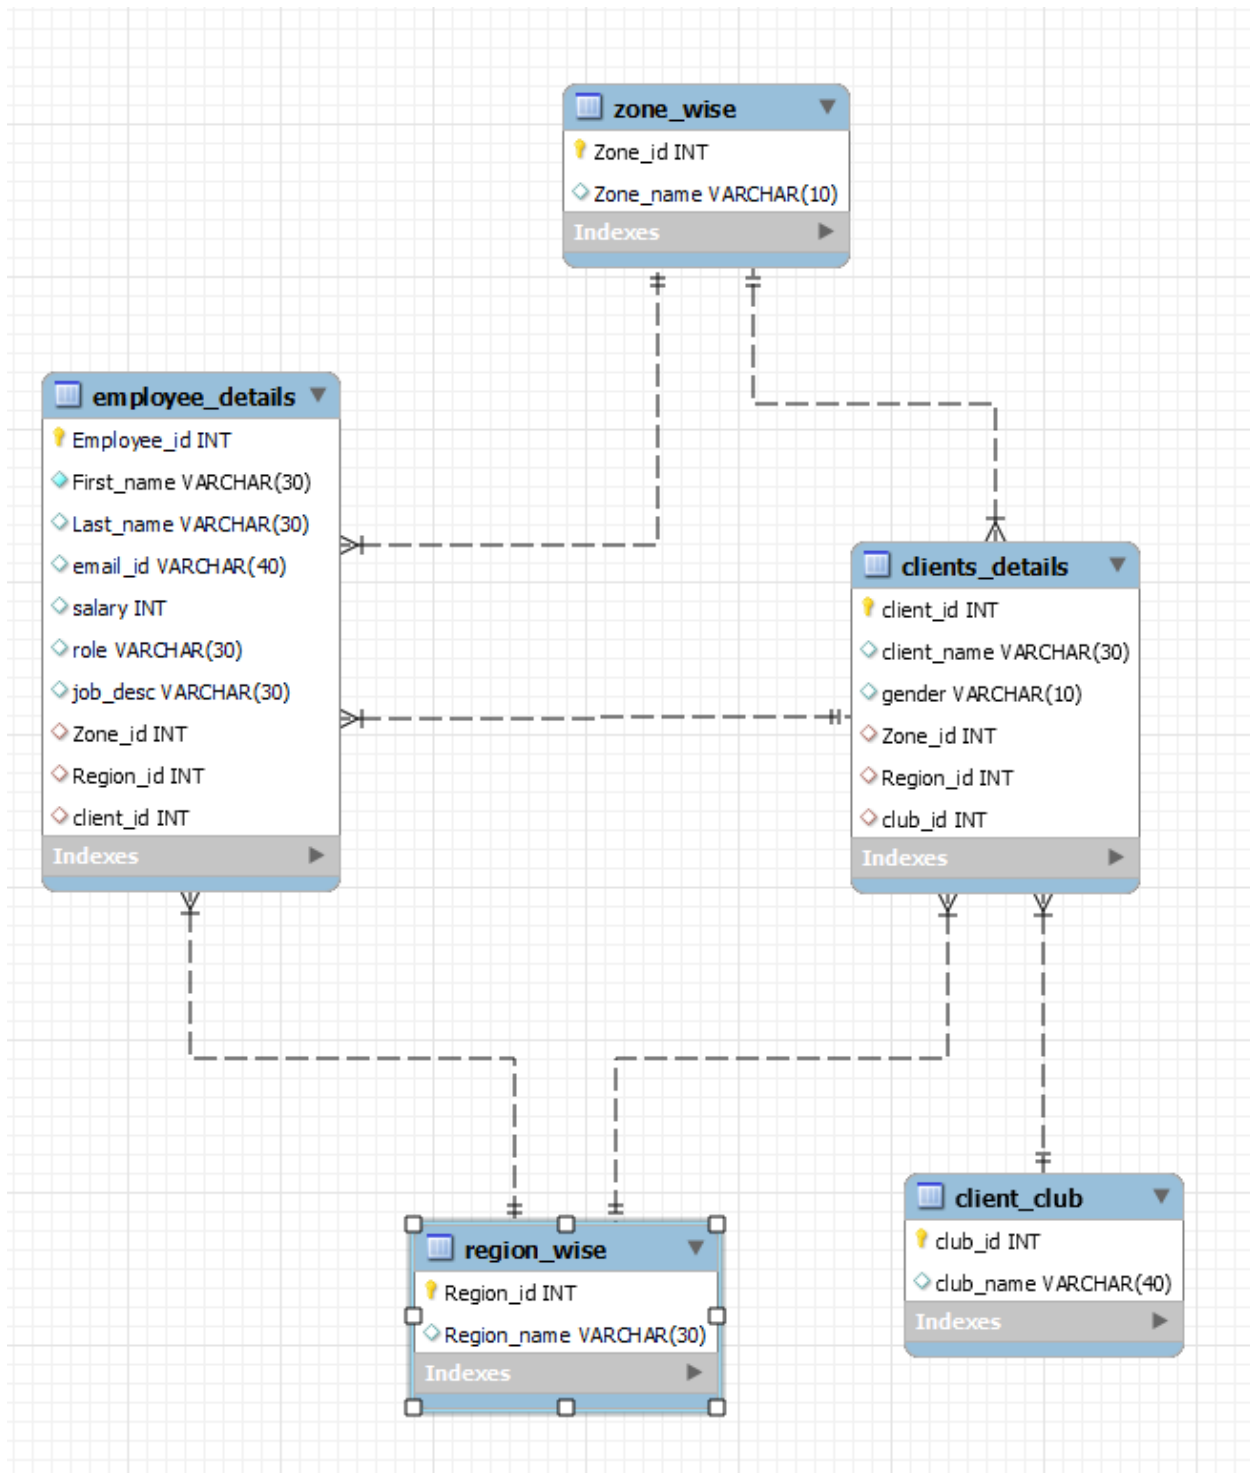 zone_wise
Zone_id INT
Zone_name VARCHAR(10)
Indexes
employee_details
Employee_id INT
First_name VARCHAR(30)
Last_name VARCHAR(30)
email_id VARCHAR(40)
salary INT
role VARCHAR(30)
job_desc VARCHAR(30)
Zone_id INT
Region_id INT
client_id INT
Indexes
clients_details
client_id INT
client_name VARCHAR(30)
gender VARCHAR(10)
Zone_id INT
Region_id INT
club_id INT
Indexes
region_wise
Region_id INT
Region_name VARCHAR(30)
Indexes
client_club
club_id INT
club_name VARCHAR(40)
Indexes